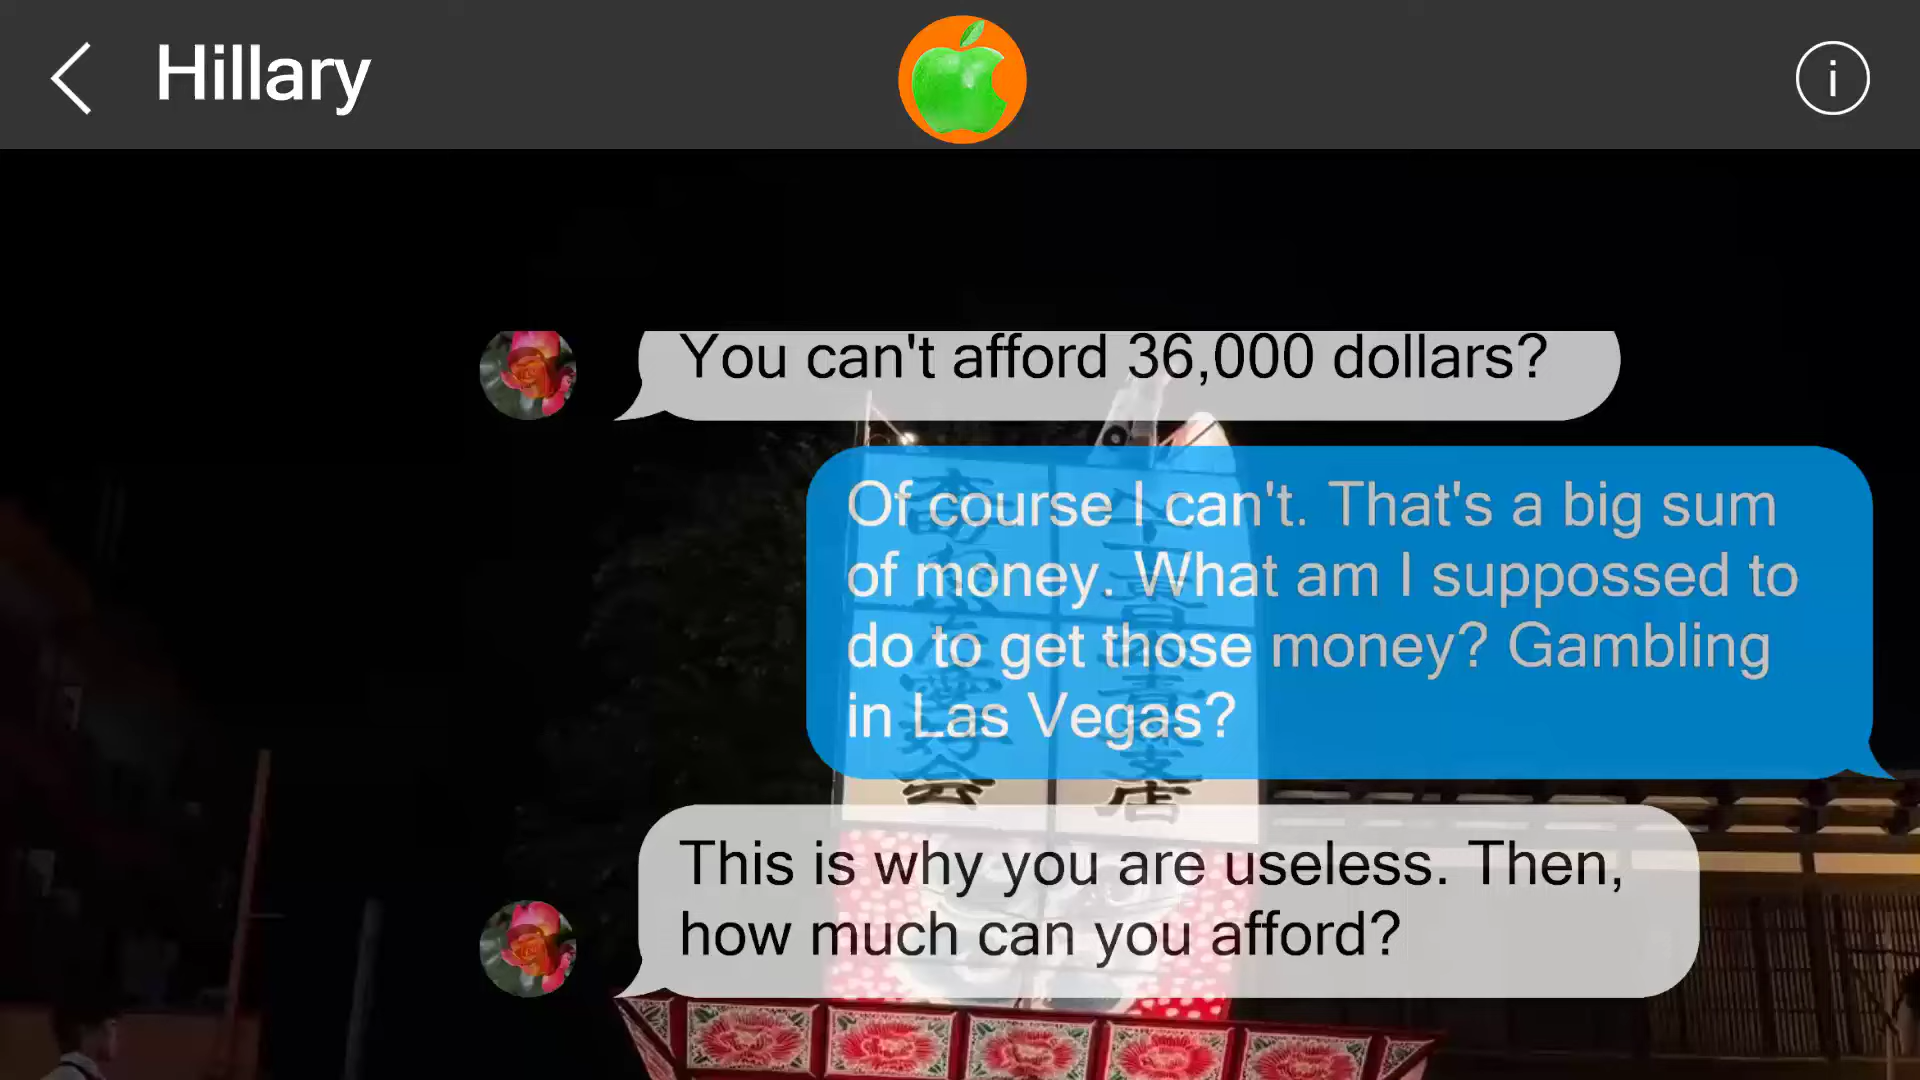 Hillary
i
You can't afford 36,000 dollars?
Of course I can't. That's a big sum
of money. What am I suppossed to
do to get those money? Gambling
in Las Vegas?
This is why you are useless. Then,
how much can you afford?